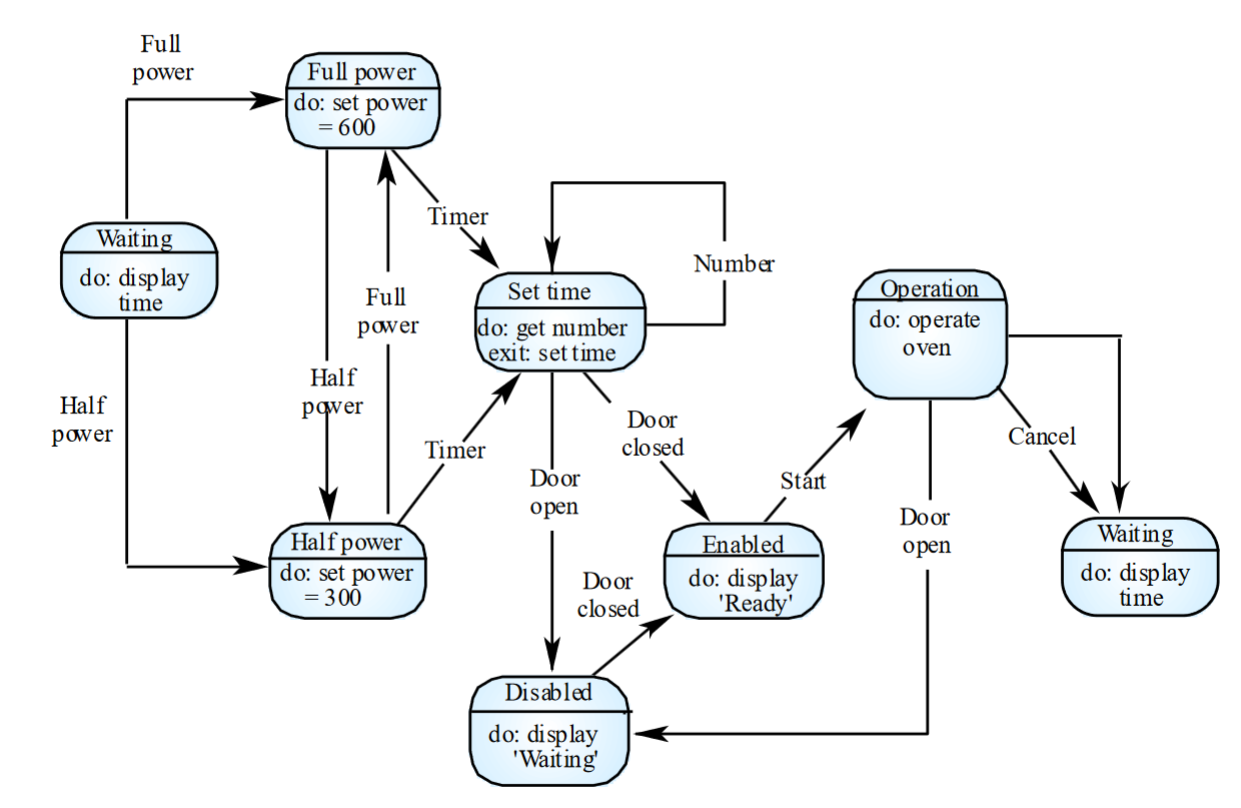 Full
power
Full power
do: set power
= 600
Waiting
do: display
time
Timer
Number
Set time
do: get number
exit: set time
Operation
do: operate
oven
Full
power
Half
power
Half
power
Timer
Door
closed
Door
open
Start
Cancel
Door
open
Half power
do: set power
= 300
Enabled
do: display
'Ready'
Waiting
do: display
time
Door
closed
Disabled
do: display
'Waiting'